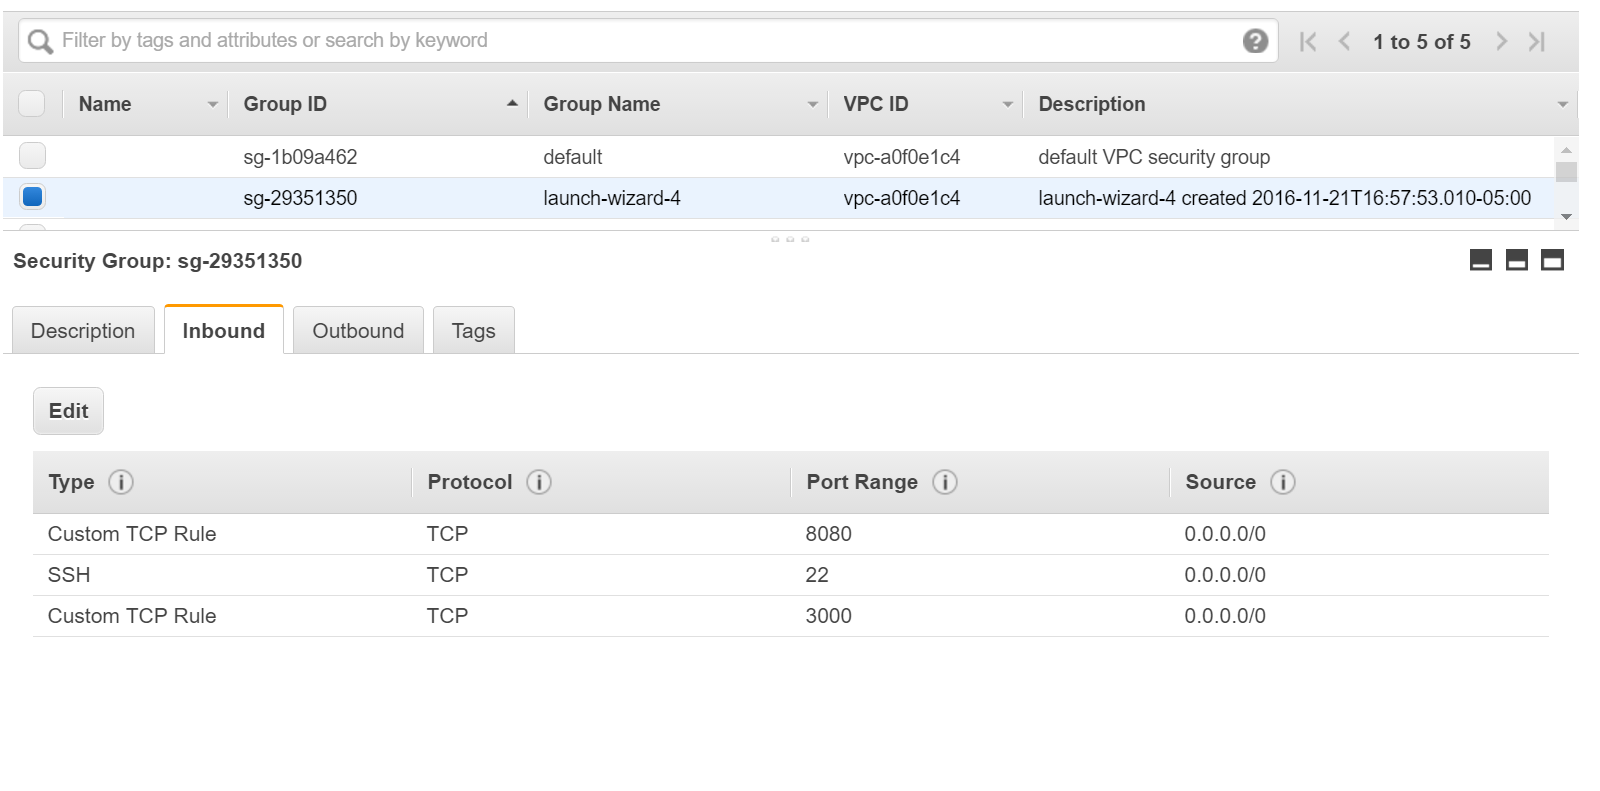 Filter by tags and attributes or search by keyword ? 1 to 5 of 5
Name Group ID Group Name VPC ID Description
sg-1b09a462 default vpc-a0f0e1c4 default VPC security group
sg-29351350 launch-wizard-4 vpc-a0f0e1c4 launch-wizard-4 created 2016-11-21T16:57:53.010-05:00
Security Group: sg-29351350
Description Inbound Outbound Tags
Edit
Type i Protocol i Port Range i Source i
Custom TCP Rule TCP 8080 0.0.0.0/0
SSH TCP 22 0.0.0.0/0
Custom TCP Rule TCP 3000 0.0.0.0/0